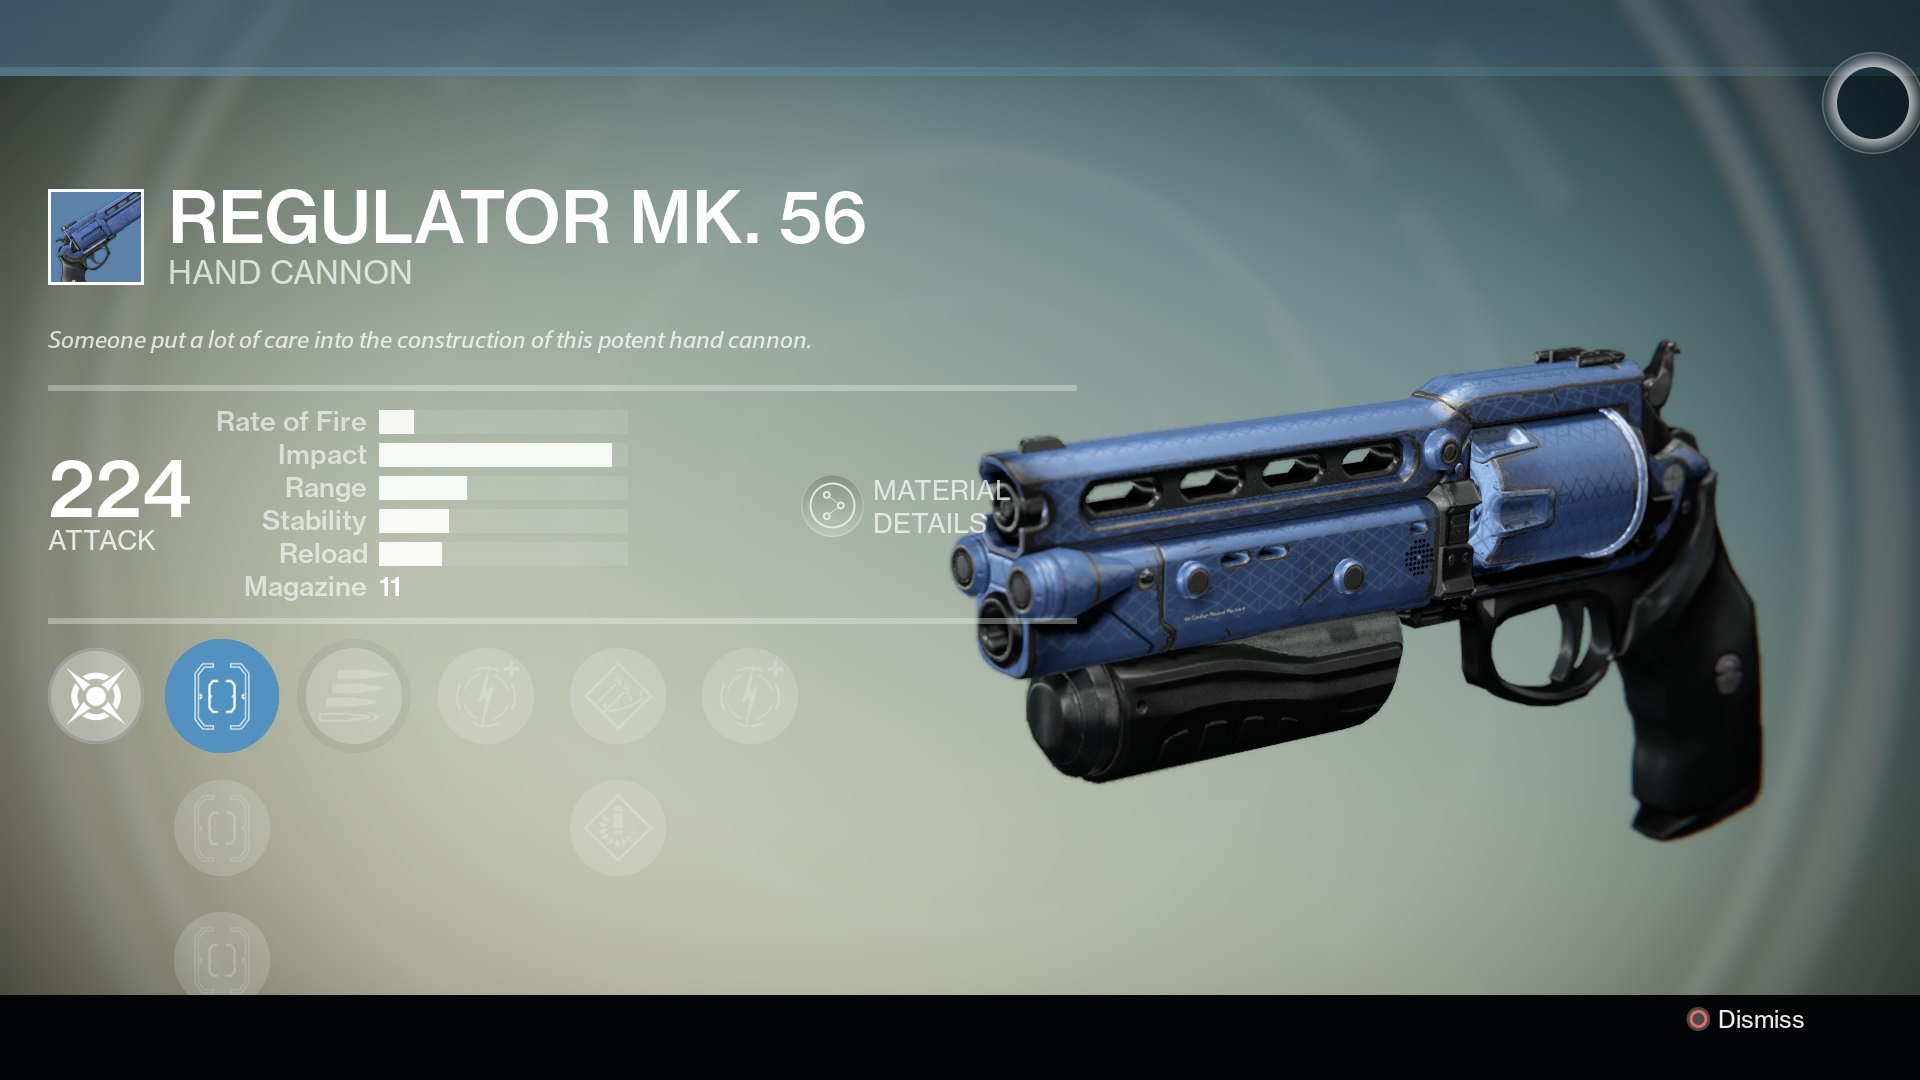 REGULATOR MK. 56
HAND CANNON
Someone put a lot of care into the construction of this potent hand cannon.
224
ATTACK
Rate of Fire
Impact
Range
Stability
Reload
Magazine 11
MATERIAL
DETAILS
Dismiss